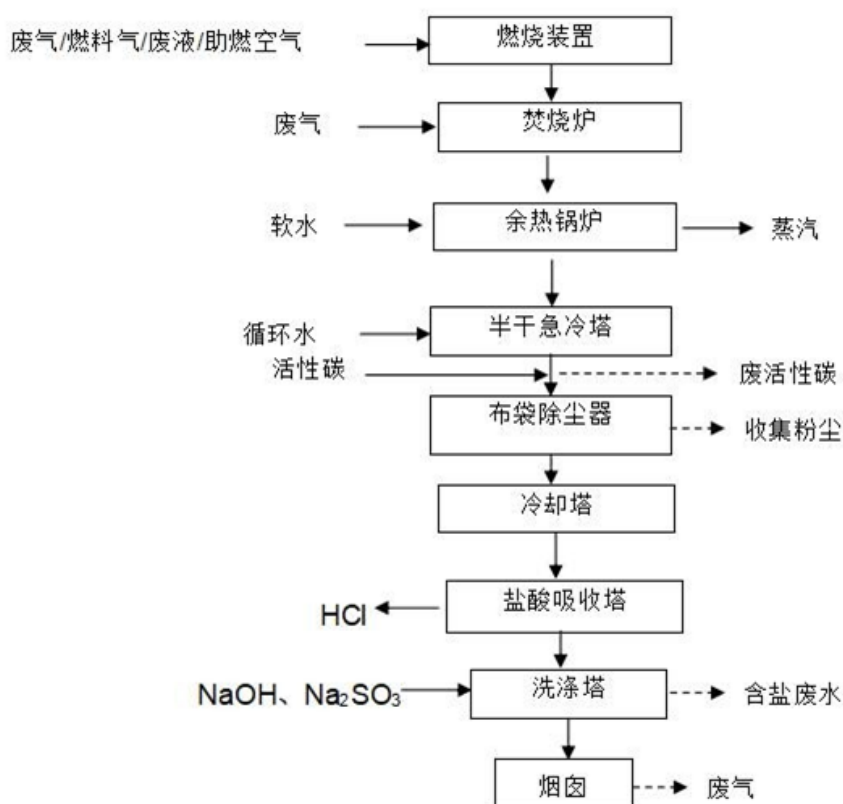 废气/燃料气/废液/助燃空气
燃烧装置
废气
焚烧炉
软水
余热锅炉
蒸汽
循环水
半干急冷塔
活性碳
废活性碳
布袋除尘器
收集粉尘
冷却塔
HCl
盐酸吸收塔
NaOH、Na₂SO₃
洗涤塔
含盐废水
烟囱
废气